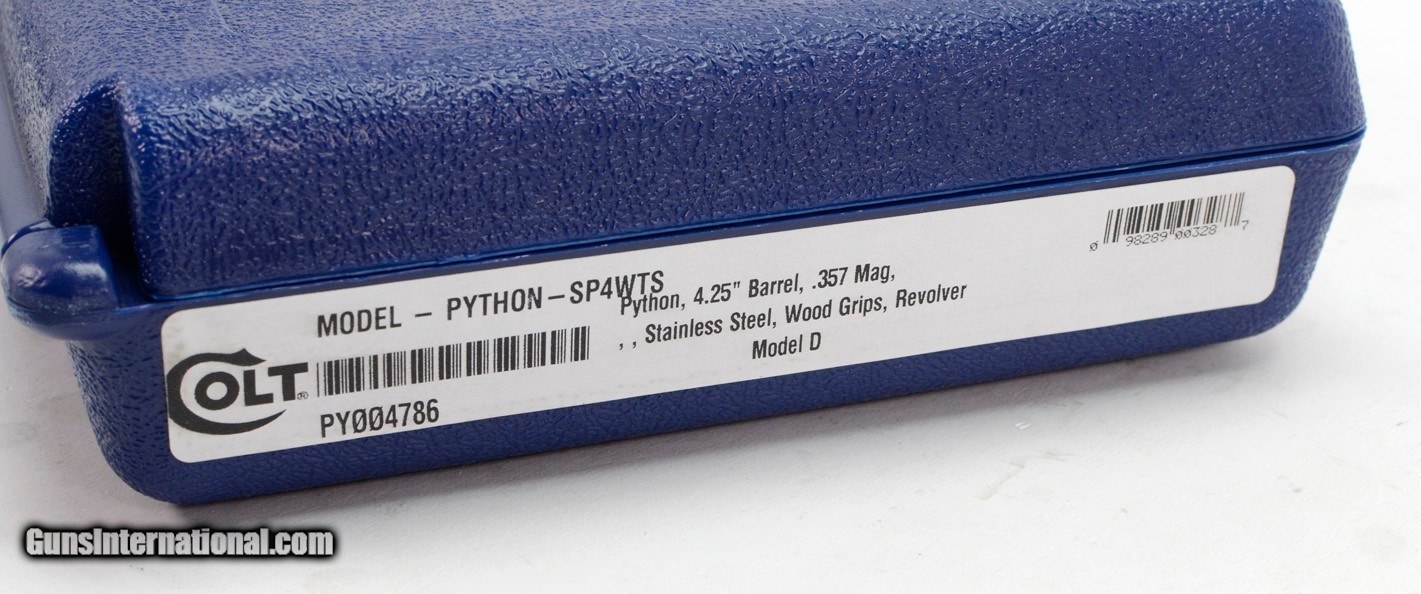 MODEL – PYTHON–SP4WTS
Python, 4.25" Barrel, .357 Mag,
, , Stainless Steel, Wood Grips, Revolver
Model D
COLT®
PY004786
0 98289 00328 7
GunsInternational.com